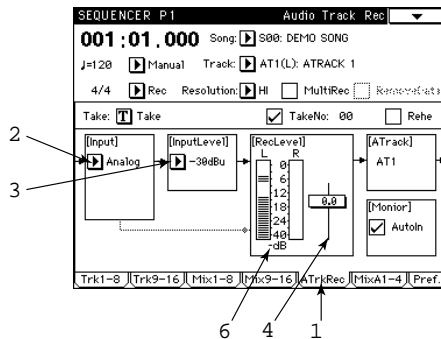 SEQUENCER P1 Audio Track Rec
001:01.000 Song: S00: DEMO SONG
♩=120 Manual Track: AT1(L): ATRACK 1
4/4 Rec Resolution: HI MultiRec
Take: T Take TakeNo: 00 Rehe
[Input] [InputLevel] [RecLevel] [ATrack]
L R
2 Analog -30dBu AT1
3
0
6
12
18
24
40
-dB
0.0
[Monior]
AutoIn
Trk1-8 Trk9-16 Mix1-8 Mix9-16 ATrkRec MixA1-4 Pref.
6 4 1